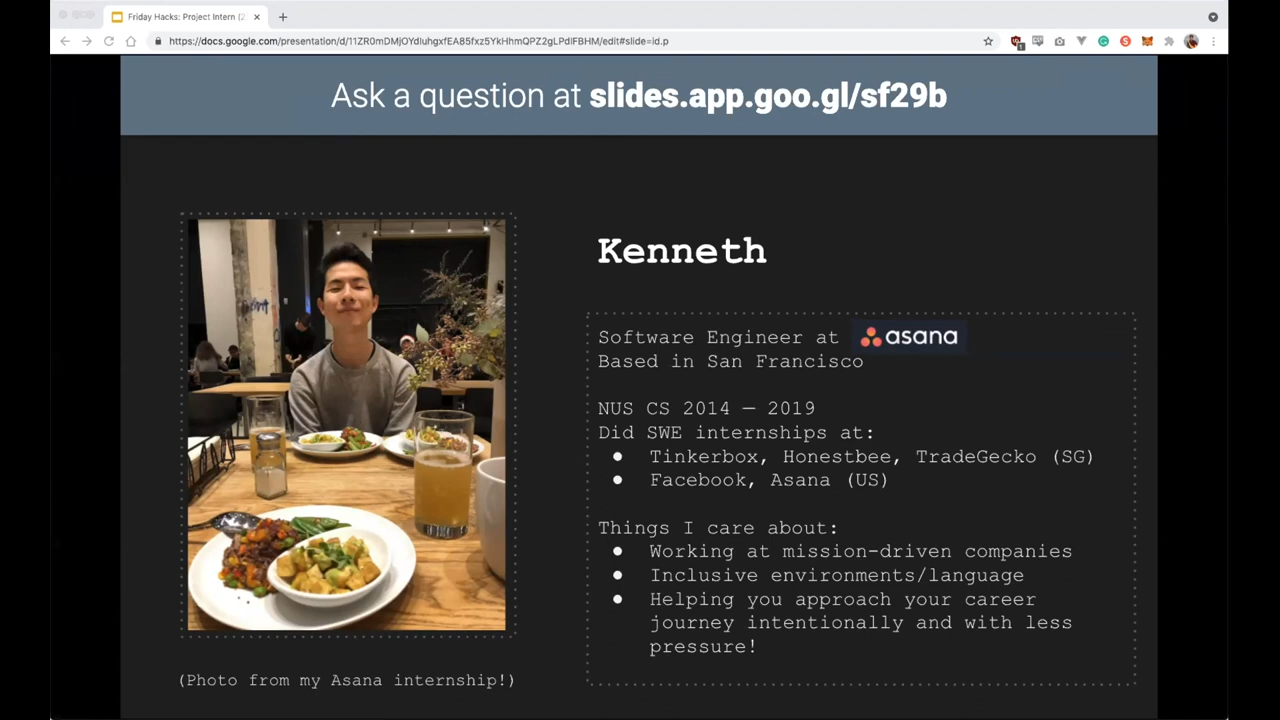 Friday Hacks: Project Intern (2
https://docs.google.com/presentation/d/11ZR0mDMjOYdIuhgxfEA85fxz5YkHhmQPZ2gLPdIFBHM/edit#slide=id.p
Ask a question at slides.app.goo.gl/sf29b
Kenneth
Software Engineer at asana
Based in San Francisco
NUS CS 2014 — 2019
Did SWE internships at:
● Tinkerbox, Honestbee, TradeGecko (SG)
● Facebook, Asana (US)
Things I care about:
● Working at mission-driven companies
● Inclusive environments/language
● Helping you approach your career
journey intentionally and with less
pressure!
(Photo from my Asana internship!)